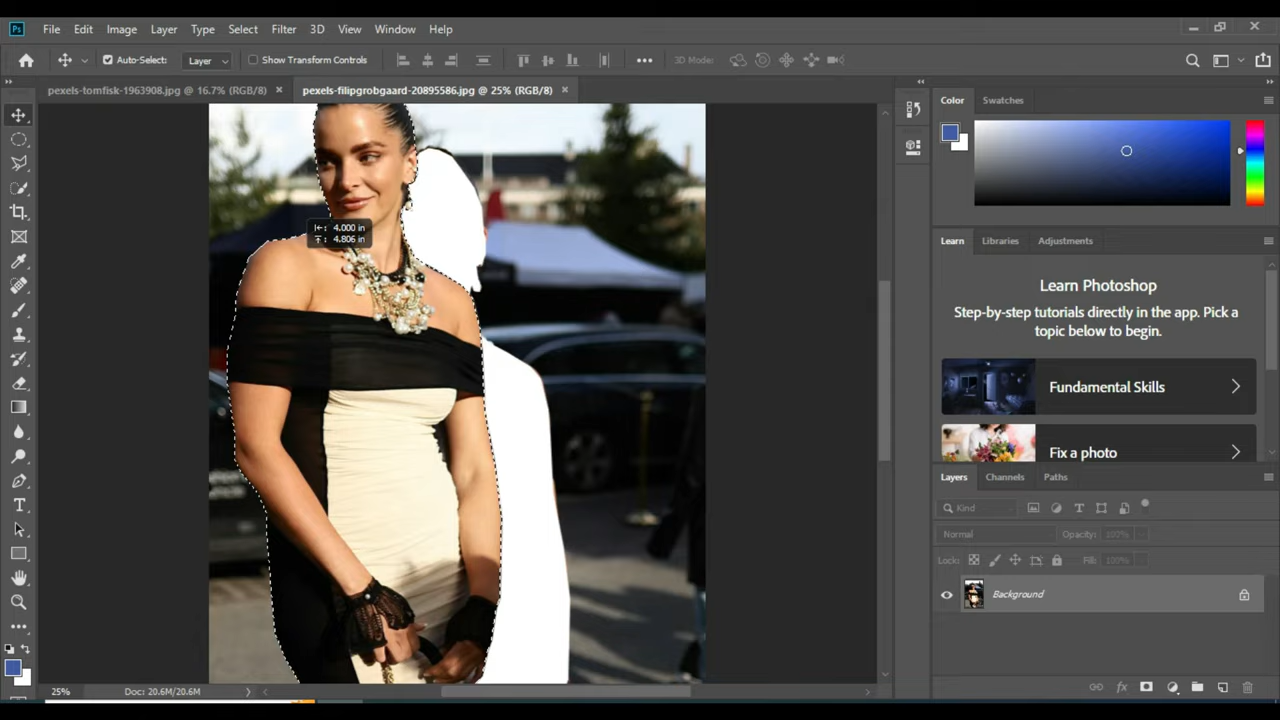 Ps File Edit Image Layer Type Select Filter 3D View Window Help
Auto-Select: Layer Show Transform Controls 3D Mode:
pexels-tomfisk-1963908.jpg @ 16.7% (RGB/8) × pexels-filipgrobgaard-20895586.jpg @ 25% (RGB/8) ×
Color Swatches
4.000 in
4.806 in
Learn Libraries Adjustments
Learn Photoshop
Step-by-step tutorials directly in the app. Pick a
topic below to begin.
Fundamental Skills
Fix a photo
Layers Channels Paths
Kind
Normal Opacity: 100%
Lock: Fill: 100%
Background
25% Doc: 20.6M/20.6M